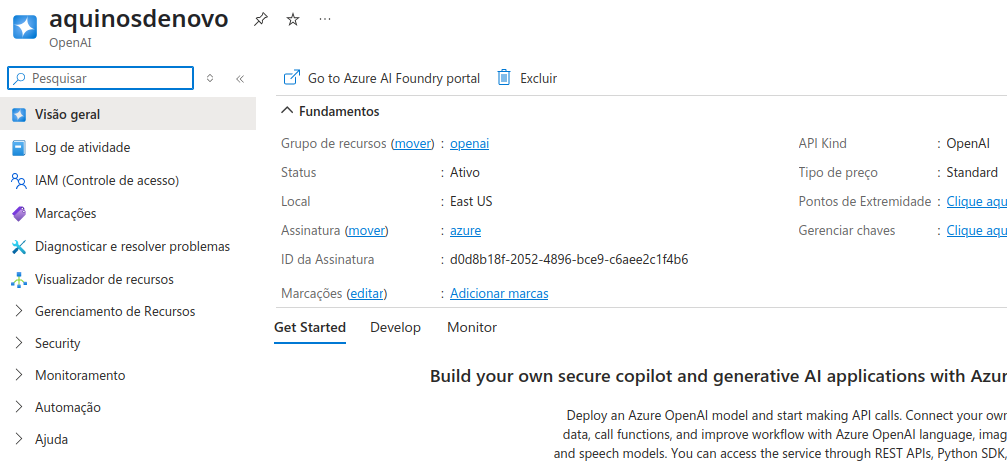 aquinosdenovo
OpenAI
Pesquisar
Visão geral
Log de atividade
IAM (Controle de acesso)
Marcações
Diagnosticar e resolver problemas
Visualizador de recursos
Gerenciamento de Recursos
Security
Monitoramento
Automação
Ajuda
Go to Azure AI Foundry portal Excluir
Fundamentos
Grupo de recursos (mover) : openai
Status : Ativo
Local : East US
Assinatura (mover) : azure
ID da Assinatura : d0d8b18f-2052-4896-bce9-c6aee2c1f4b6
Marcações (editar) : Adicionar marcas
API Kind : OpenAI
Tipo de preço : Standard
Pontos de Extremidade : Clique aqu
Gerenciar chaves : Clique aqu
Get Started Develop Monitor
Build your own secure copilot and generative AI applications with Azur
Deploy an Azure OpenAI model and start making API calls. Connect your own
data, call functions, and improve workflow with Azure OpenAI language, imag
and speech models. You can access the service through REST APIs, Python SDK,